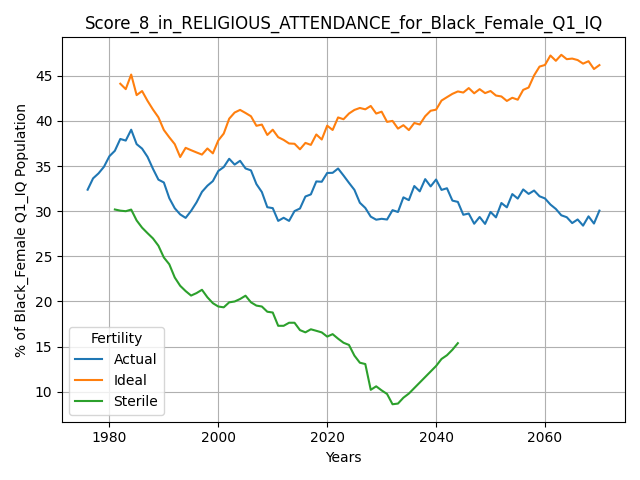 Score_8_in_RELIGIOUS_ATTENDANCE_for_Black_Female_Q1_IQ
% of Black_Female Q1_IQ Population
45
40
35
30
25
20
15
10
Fertility
Actual
Ideal
Sterile
1980
2000
2020
2040
2060
Years